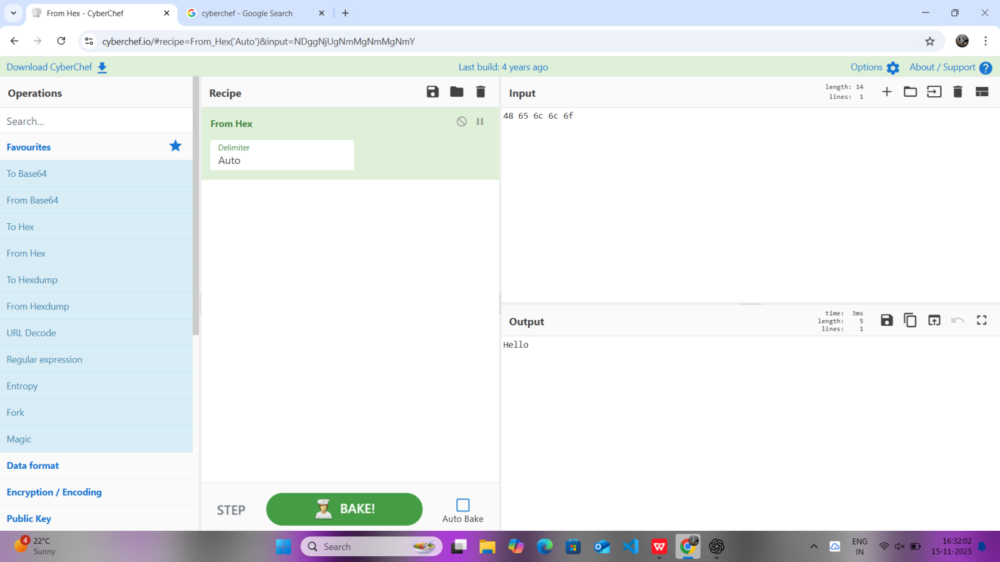 From Hex - CyberChef
cyberchef - Google Search
cyberchef.io/#recipe=From_Hex('Auto')&input=NDggNjUgNmMgNmMgNmY
Download CyberChef
Last build: 4 years ago
Options
About / Support
Operations
Search...
Favourites
To Base64
From Base64
To Hex
From Hex
To Hexdump
From Hexdump
URL Decode
Regular expression
Entropy
Fork
Magic
Data format
Encryption / Encoding
Public Key
Recipe
From Hex
Delimiter
Auto
STEP
BAKE!
Auto Bake
Input
length: 14
lines: 1
48 65 6c 6c 6f
Output
time: 3ms
length: 5
lines: 1
Hello
4
22°C
Sunny
Search
ENG
IN
16:32:02
15-11-2025